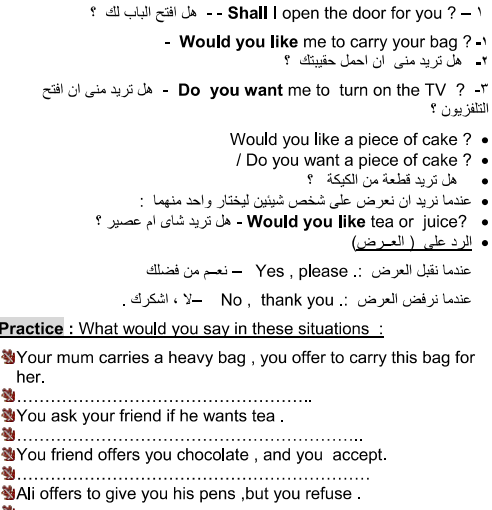 ١ – Shall I open the door for you ? - - هل افتح الباب لك ؟
١- Would you like me to carry your bag ? -
٢- هل تريد منى ان احمل حقيبتك ؟
٣- Do you want me to turn on the TV ? - هل تريد منى ان افتح
التلفزيون ؟
• Would you like a piece of cake ?
• / Do you want a piece of cake ?
• هل تريد قطعة من الكيكة ؟
• عندما نريد ان نعرض على شخص شيئين ليختار واحد منهما :
• Would you like tea or juice? - هل تريد شاى ام عصير ؟
• الرد على ( العـرض)
عندما نقبل العرض :. Yes , please – نعـم من فضلك
عندما نرفض العرض :. No , thank you –لا ، اشكرك .
Practice : What would you say in these situations :
Your mum carries a heavy bag , you offer to carry this bag for
her.
……………………………………………..
You ask your friend if he wants tea .
……………………………………………………..
You friend offers you chocolate , and you accept.
………………………………………………………
Ali offers to give you his pens ,but you refuse .